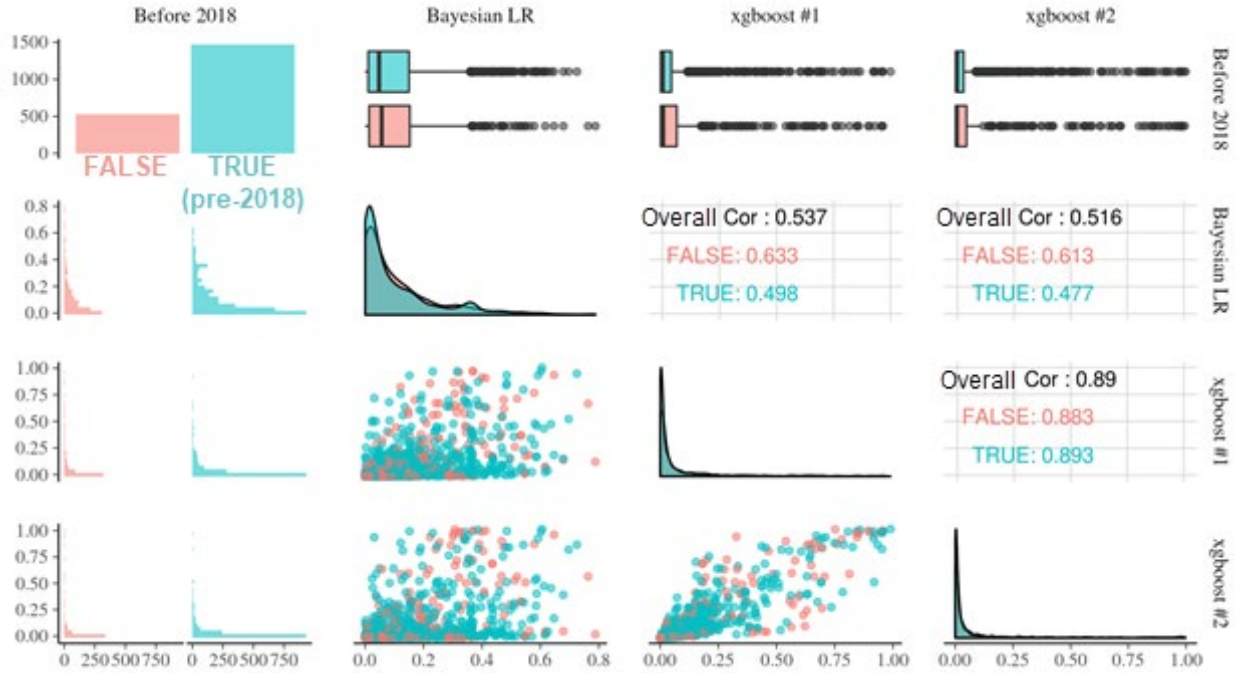 Before 2018
Bayesian LR
xgboost #1
xgboost #2
1500
1000
500
0
FALSE
TRUE
(pre-2018)
Before 2018
0.8
0.6
0.4
0.2
0.0
Overall Cor : 0.537
FALSE: 0.633
TRUE: 0.498
Overall Cor : 0.516
FALSE: 0.613
TRUE: 0.477
Bayesian LR
1.00
0.75
0.50
0.25
0.00
Overall Cor : 0.89
FALSE: 0.883
TRUE: 0.893
xgboost #1
1.00
0.75
0.50
0.25
0.00
xgboost #2
0 250500750 0 250500750
0.0 0.2 0.4 0.6 0.8
0.00 0.25 0.50 0.75 1.00
0.00 0.25 0.50 0.75 1.00